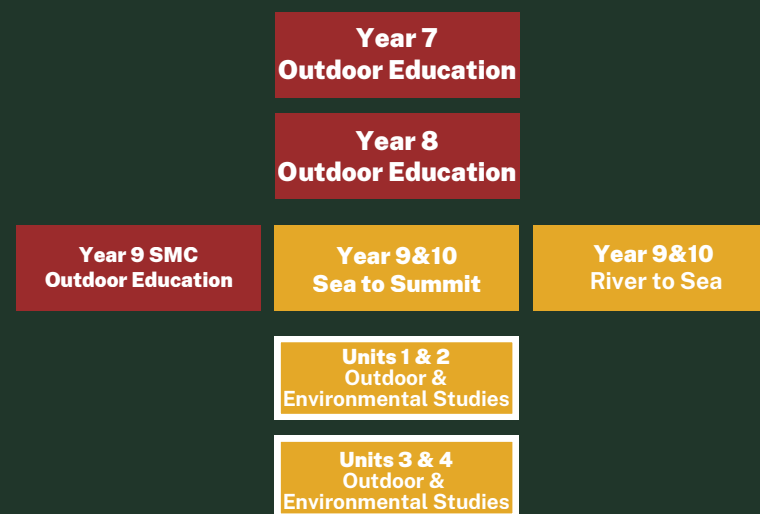 Year 7
Outdoor Education
Year 8
Outdoor Education
Year 9 SMC
Outdoor Education
Year 9&10
Sea to Summit
Year 9&10
River to Sea
Units 1 & 2
Outdoor &
Environmental Studies
Units 3 & 4
Outdoor &
Environmental Studies